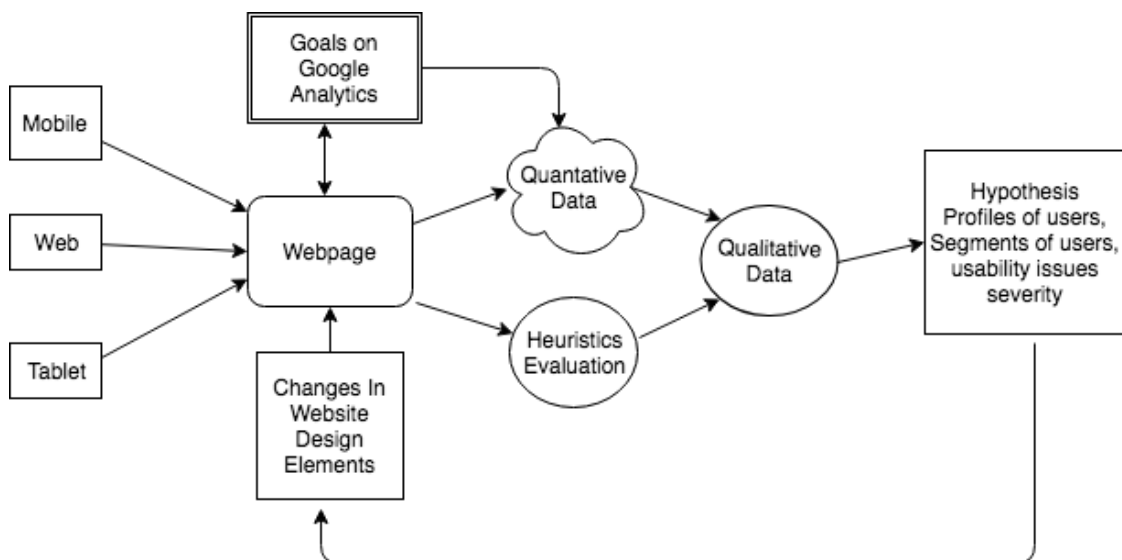 Goals on
Google
Analytics
Mobile
Quantative
Data
Web
Webpage
Qualitative
Data
Hypothesis
Profiles of users,
Segments of users,
usability issues
severity
Heuristics
Evaluation
Tablet
Changes In
Website
Design
Elements